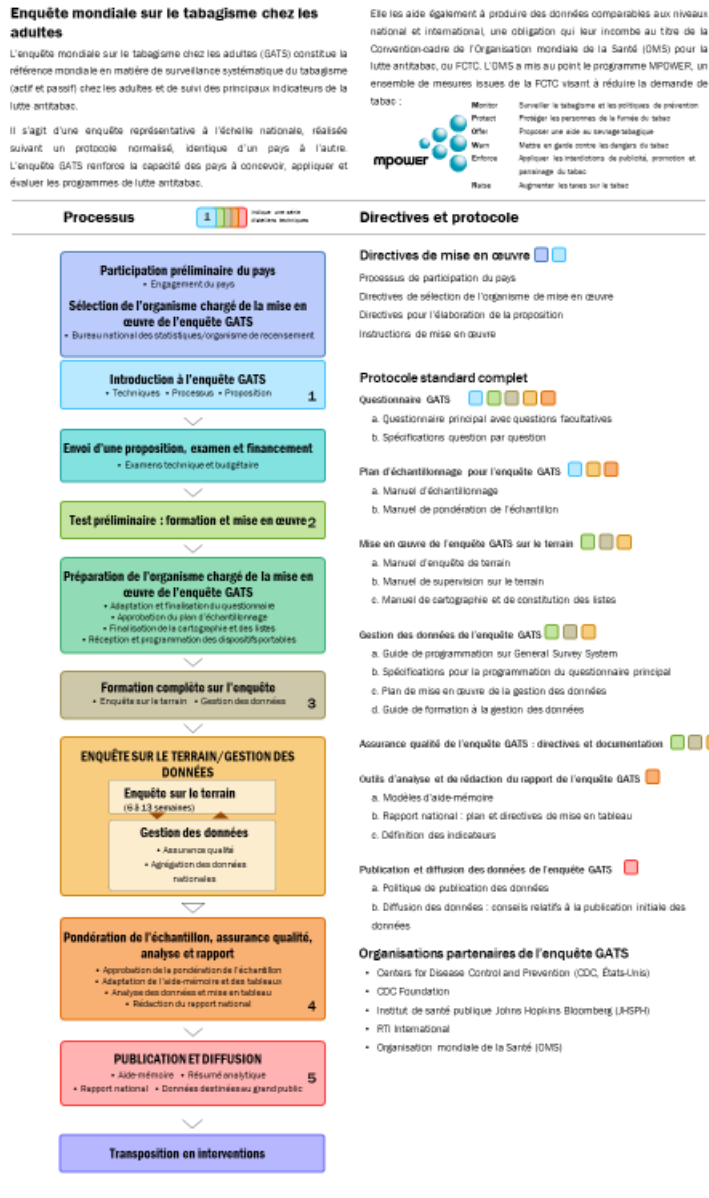 Enquête mondiale sur le tabagisme chez les
adultes
L'enquête mondiale sur le tabagisme chez les adultes (GATS) constitue la
référence mondiale en matière de surveillance systématique du tabagisme
(actif et passif) chez les adultes et de suivi des principaux indicateurs de la
lutte antitabac.
Il s'agit d'une enquête représentative à l'échelle nationale, réalisée
suivant un protocole normalisé, identique d'un pays à l'autre.
L'enquête GATS renforce la capacité des pays à concevoir, appliquer et
évaluer les programmes de lutte antitabac.
Elle les aide également à produire des données comparables aux niveaux
national et international, une obligation qui leur incombe au titre de la
Convention-cadre de l'Organisation mondiale de la Santé (OMS) pour la
lutte antitabac, ou FCTC. L'OMS a mis au point le programme MPOWER, un
ensemble de mesures issues de la FCTC visant à réduire la demande de
tabac :
mpower
Monitor Surveiller le tabagisme et les politiques de prévention
Protect Protéger les personnes de la fumée du tabac
Offer Proposer une aide au sevrage tabagique
Warn Mettre en garde contre les dangers du tabac
Enforce Appliquer les interdictions de publicité, promotion et
parrainage du tabac
Raise Augmenter les taxes sur le tabac
Processus
1
Indique une série
d'ateliers techniques
Participation préliminaire du pays
• Engagement du pays
Sélection de l'organisme chargé de la mise en
œuvre de l'enquête GATS
• Bureau national des statistiques/organisme de recensement
Introduction à l'enquête GATS
• Techniques • Processus • Proposition
1
Envoi d'une proposition, examen et financement
• Examens technique et budgétaire
Test préliminaire : formation et mise en œuvre 2
Préparation de l'organisme chargé de la mise en
œuvre de l'enquête GATS
• Adaptation et finalisation du questionnaire
• Approbation du plan d'échantillonnage
• Finalisation de la cartographie et des listes
• Réception et programmation des dispositifs portables
Formation complète sur l'enquête
• Enquête sur le terrain • Gestion des données
3
ENQUÊTE SUR LE TERRAIN/GESTION DES
DONNÉES
Enquête sur le terrain
(6 à 13 semaines)
Gestion des données
• Assurance qualité
• Agrégation des données
nationales
Pondération de l'échantillon, assurance qualité,
analyse et rapport
• Approbation de la pondération de l'échantillon
• Adaptation de l'aide-mémoire et des tableaux
• Analyse des données et mise en tableau
• Rédaction du rapport national
4
PUBLICATION ET DIFFUSION
• Aide-mémoire • Résumé analytique
• Rapport national • Données destinées au grand public
5
Transposition en interventions
Directives et protocole
Directives de mise en œuvre
Processus de participation du pays
Directives de sélection de l'organisme de mise en œuvre
Directives pour l'élaboration de la proposition
Instructions de mise en œuvre
Protocole standard complet
Questionnaire GATS
a. Questionnaire principal avec questions facultatives
b. Spécifications question par question
Plan d'échantillonnage pour l'enquête GATS
a. Manuel d'échantillonnage
b. Manuel de pondération de l'échantillon
Mise en œuvre de l'enquête GATS sur le terrain
a. Manuel d'enquête de terrain
b. Manuel de supervision sur le terrain
c. Manuel de cartographie et de constitution des listes
Gestion des données de l'enquête GATS
a. Guide de programmation sur General Survey System
b. Spécifications pour la programmation du questionnaire principal
c. Plan de mise en œuvre de la gestion des données
d. Guide de formation à la gestion des données
Assurance qualité de l'enquête GATS : directives et documentation
Outils d'analyse et de rédaction du rapport de l'enquête GATS
a. Modèles d'aide-mémoire
b. Rapport national : plan et directives de mise en tableau
c. Définition des indicateurs
Publication et diffusion des données de l'enquête GATS
a. Politique de publication des données
b. Diffusion des données : conseils relatifs à la publication initiale des
données
Organisations partenaires de l'enquête GATS
• Centers for Disease Control and Prevention (CDC, États-Unis)
• CDC Foundation
• Institut de santé publique Johns Hopkins Bloomberg (JHSPH)
• RTI International
• Organisation mondiale de la Santé (OMS)